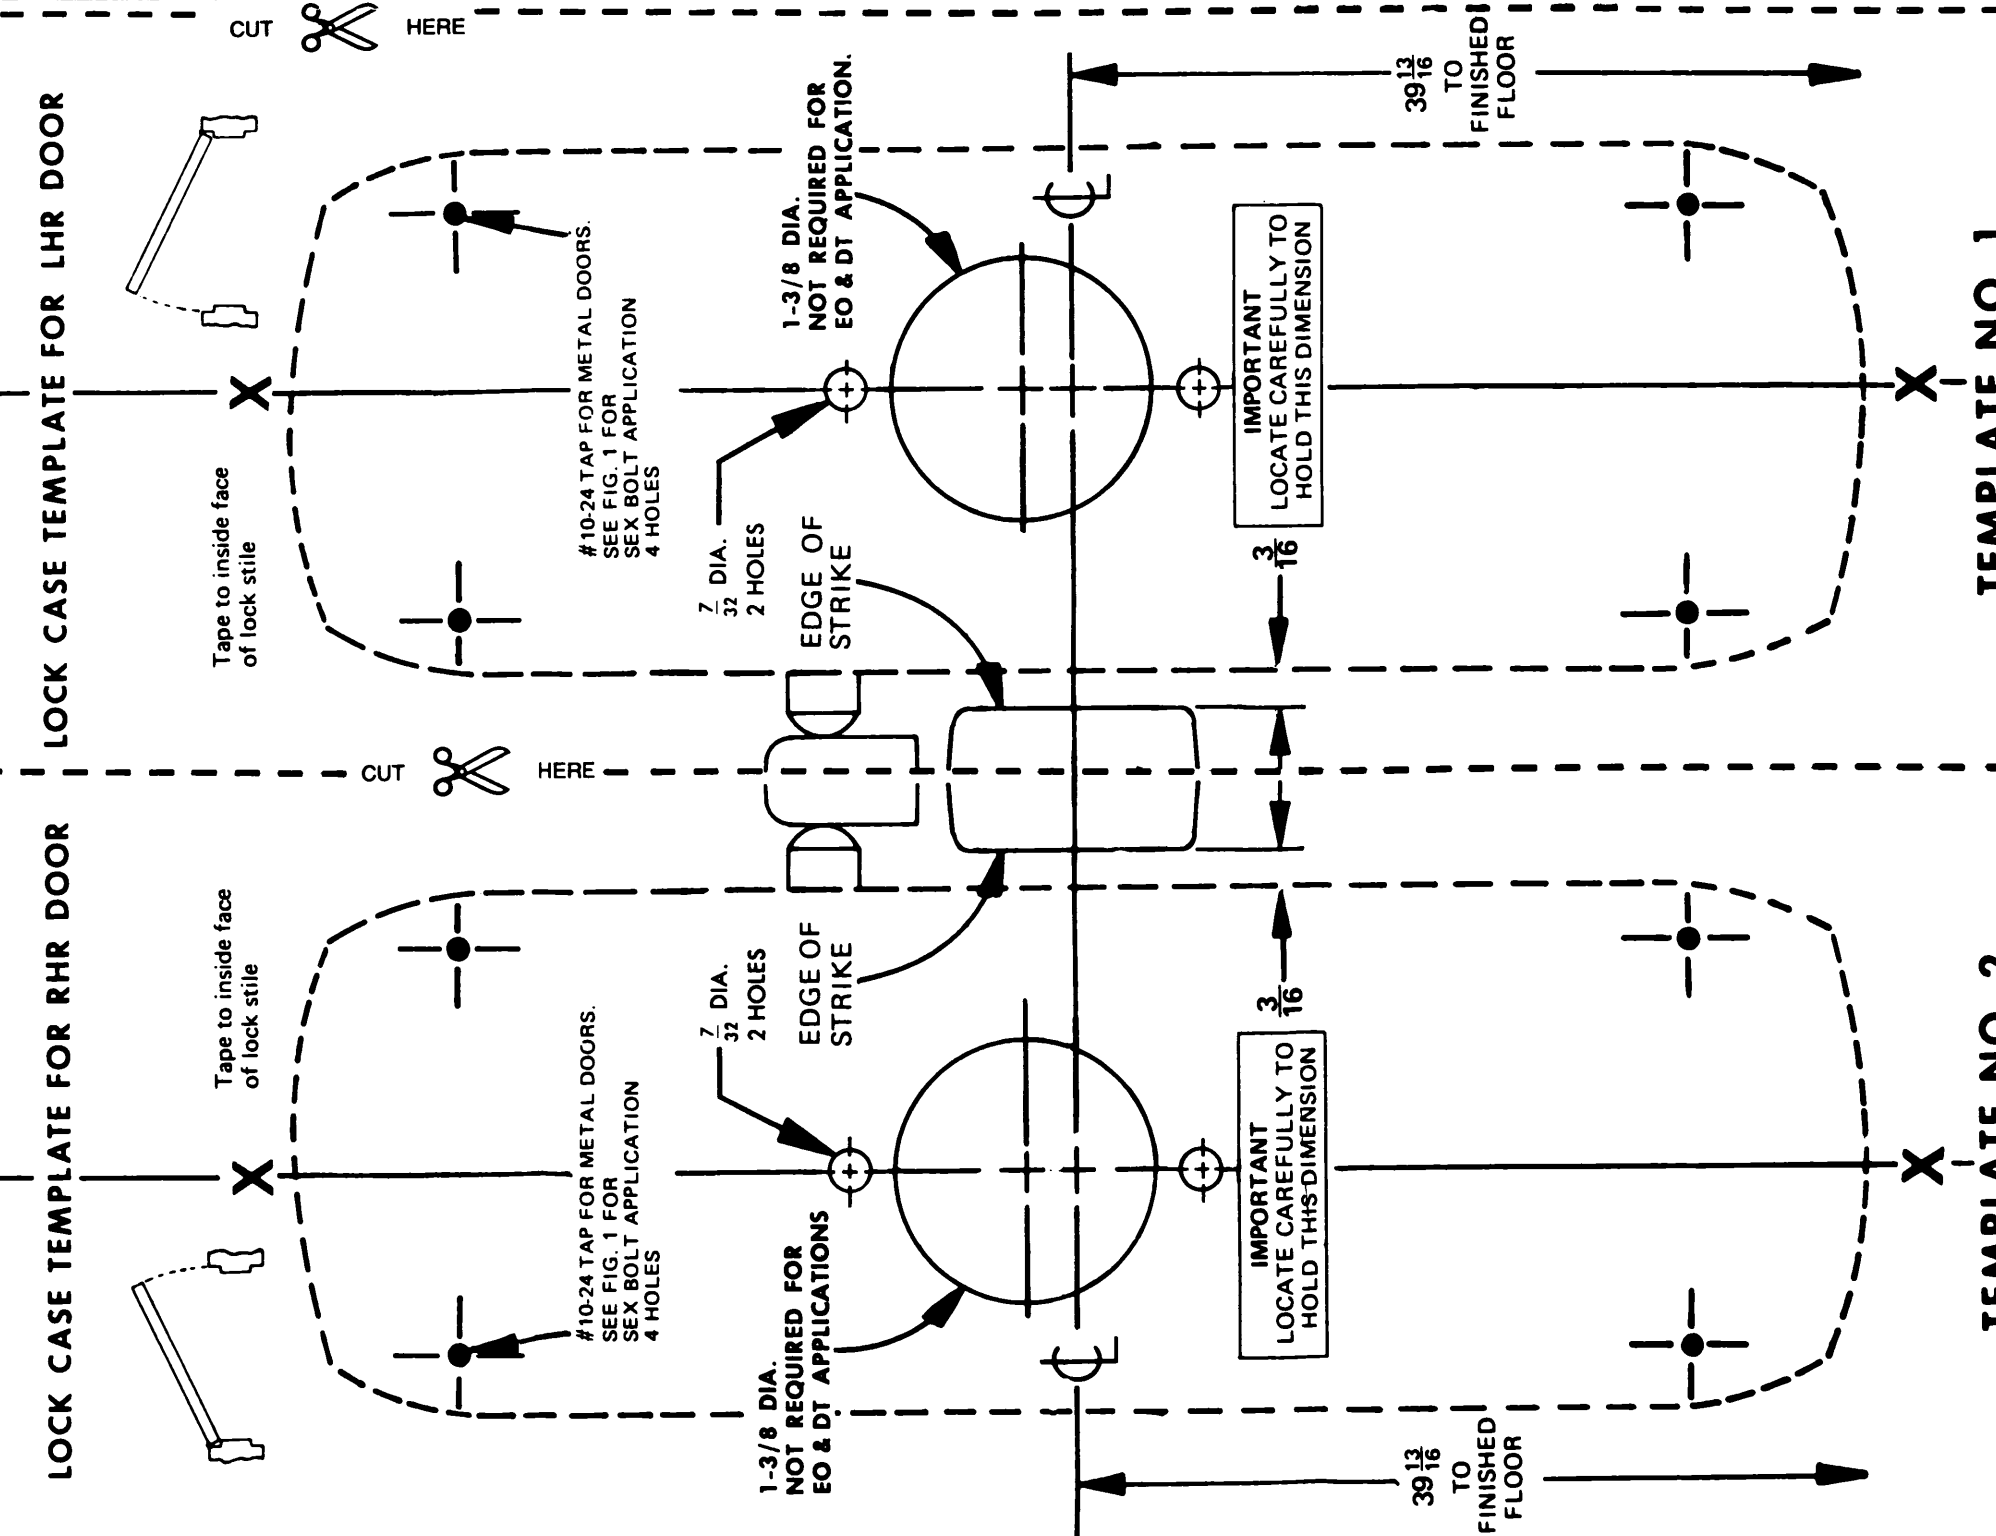 CUT HERE
LOCK CASE TEMPLATE FOR LHR DOOR
Tape to inside face
of lock stile
#10-24 TAP FOR METAL DOORS.
SEE FIG. 1 FOR
SEX BOLT APPLICATION
4 HOLES
7/32 DIA.
2 HOLES
1-3/8 DIA.
NOT REQUIRED FOR
EO & DT APPLICATION.
EDGE OF
STRIKE
IMPORTANT
LOCATE CAREFULLY TO
HOLD THIS DIMENSION
3/16
39 13/16
TO
FINISHED
FLOOR
TEMPLATE NO. 1
CUT HERE
LOCK CASE TEMPLATE FOR RHR DOOR
Tape to inside face
of lock stile
#10-24 TAP FOR METAL DOORS.
SEE FIG. 1 FOR
SEX BOLT APPLICATION
4 HOLES
7/32 DIA.
2 HOLES
1-3/8 DIA.
NOT REQUIRED FOR
EO & DT APPLICATIONS
EDGE OF
STRIKE
IMPORTANT
LOCATE CAREFULLY TO
HOLD THIS DIMENSION
3/16
39 13/16
TO
FINISHED
FLOOR
TEMPLATE NO. 2